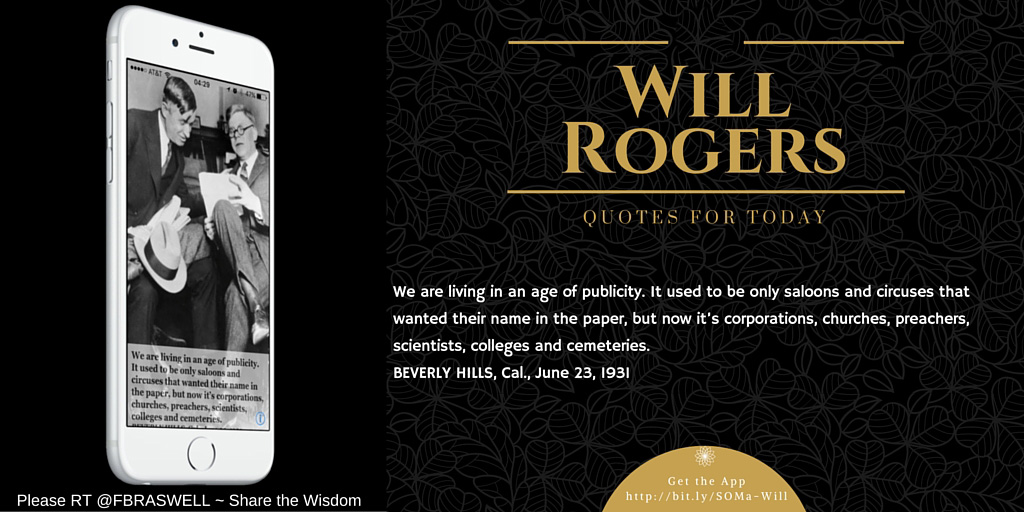 AT&T 04:29 47%
We are living in an age of publicity.
It used to be only saloons and
circuses that wanted their name in
the paper, but now it's corporations,
churches, preachers, scientists,
colleges and cemeteries.
Please RT @FBRASWELL ~ Share the Wisdom
WILL
ROGERS
QUOTES FOR TODAY
We are living in an age of publicity. It used to be only saloons and circuses that
wanted their name in the paper, but now it's corporations, churches, preachers,
scientists, colleges and cemeteries.
BEVERLY HILLS, Cal., June 23, 1931
Get the App
http://bit.ly/SOMa-Will